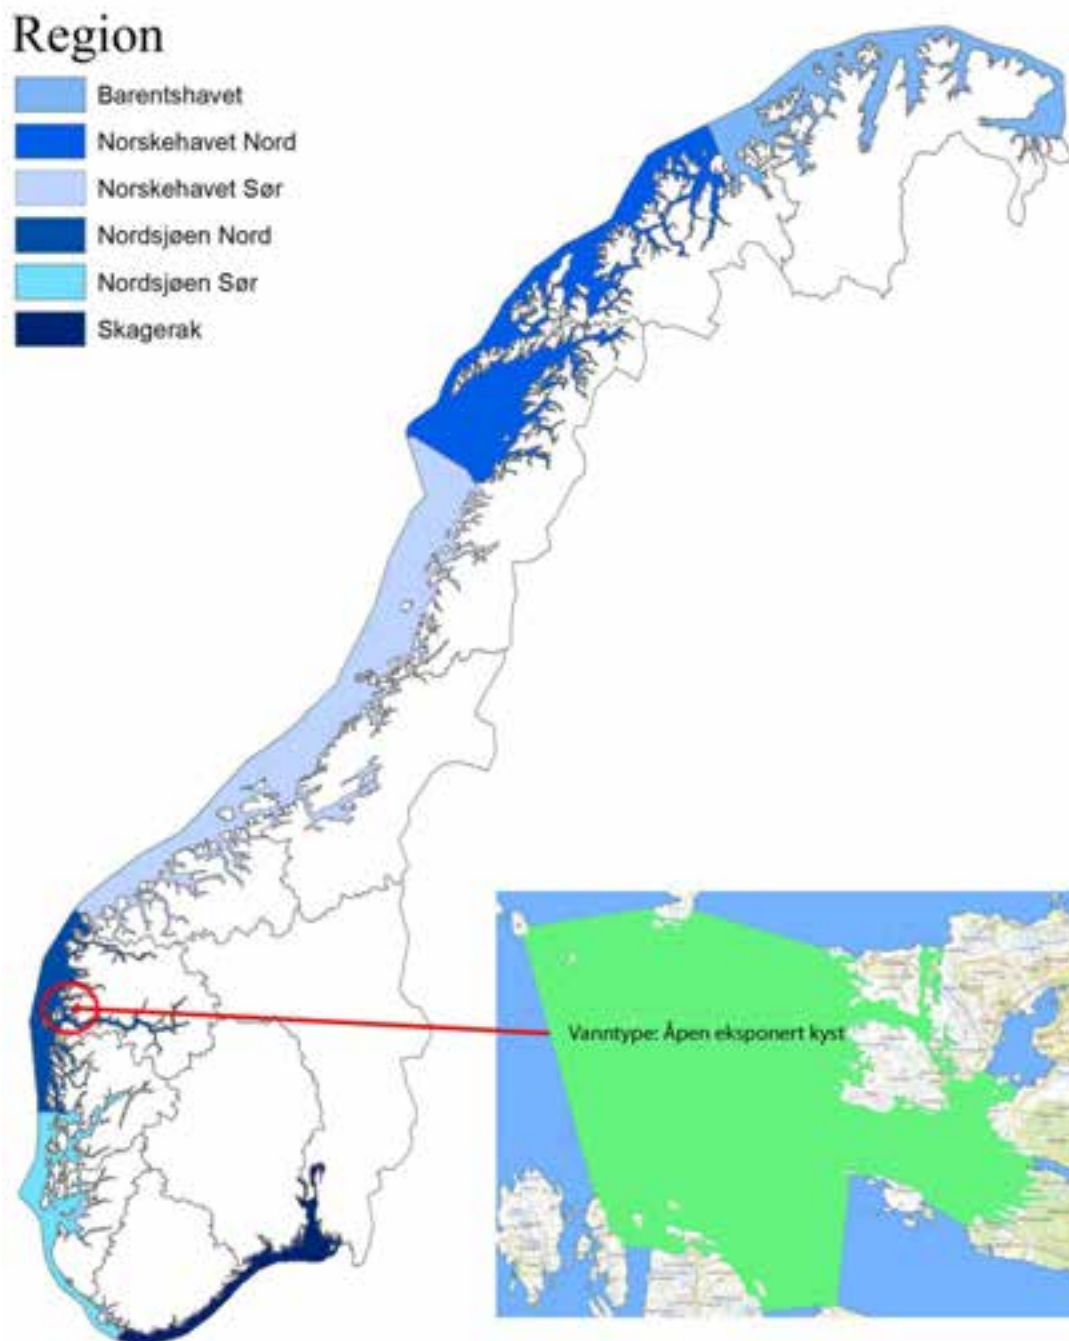 Region
Barentshavet
Norskehavet Nord
Norskehavet Sør
Nordsjøen Nord
Nordsjøen Sør
Skagerak
Vanntype: Åpen eksponert kyst